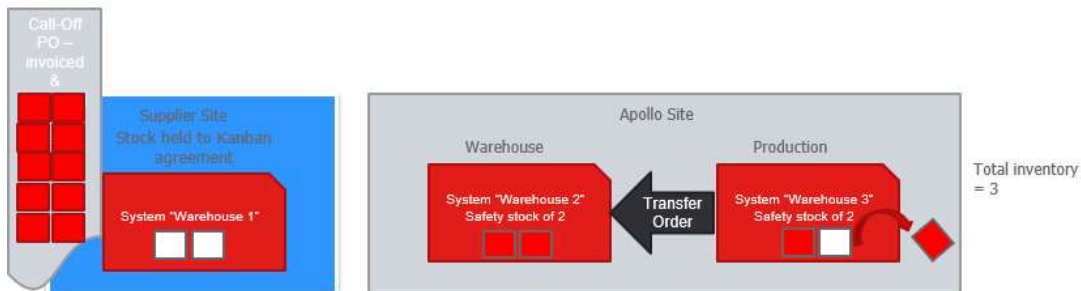 Call-Off
PO –
invoiced
&
Supplier Site
Stock held to Kanban
agreement
System "Warehouse 1"
Apollo Site
Warehouse
System "Warehouse 2"
Safety stock of 2
Transfer
Order
Production
System "Warehouse 3"
Safety stock of 2
Total inventory
= 3